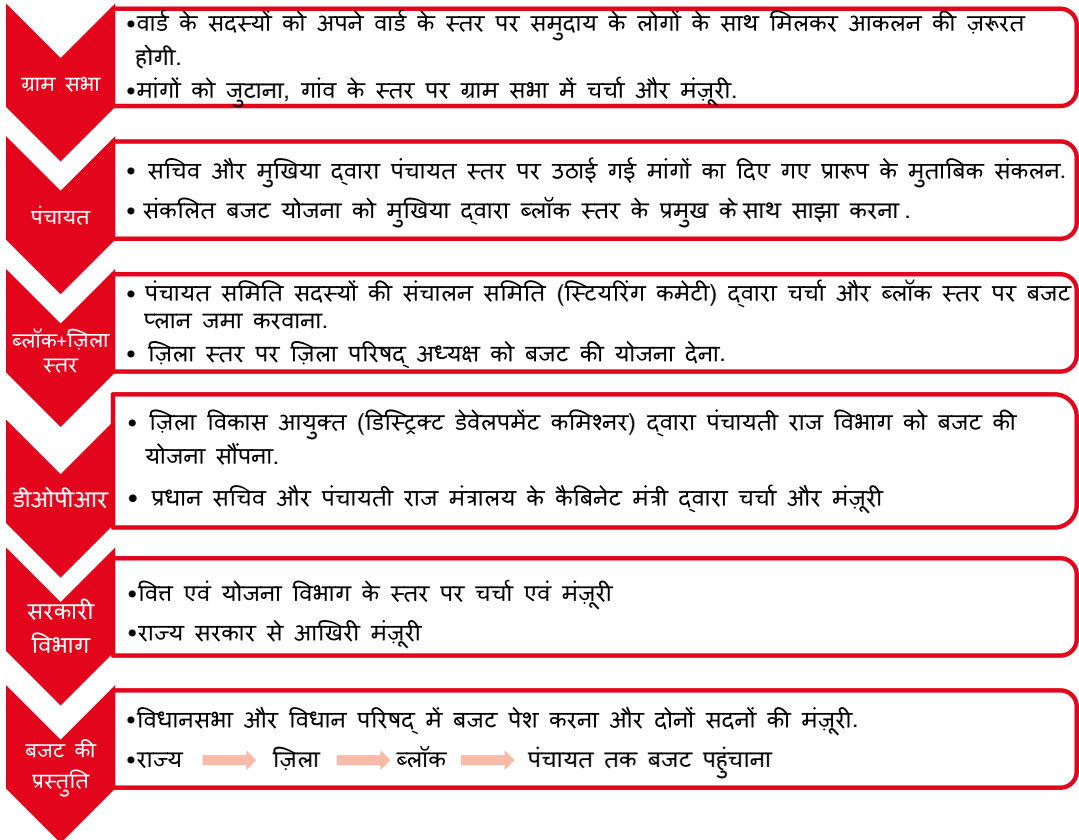 ग्राम सभा
•वार्ड के सदस्यों को अपने वार्ड के स्तर पर समुदाय के लोगों के साथ मिलकर आकलन की ज़रूरत
होगी.
•मांगों को जुटाना, गांव के स्तर पर ग्राम सभा में चर्चा और मंज़ूरी.
पंचायत
• सचिव और मुखिया द्वारा पंचायत स्तर पर उठाई गई मांगों का दिए गए प्रारूप के मुताबिक संकलन.
• संकलित बजट योजना को मुखिया द्वारा ब्लॉक स्तर के प्रमुख के साथ साझा करना .
ब्लॉक+ज़िला
स्तर
• पंचायत समिति सदस्यों की संचालन समिति (स्टियरिंग कमेटी) द्वारा चर्चा और ब्लॉक स्तर पर बजट
प्लान जमा करवाना.
• ज़िला स्तर पर ज़िला परिषद् अध्यक्ष को बजट की योजना देना.
डीओपीआर
• ज़िला विकास आयुक्त (डिस्ट्रिक्ट डेवेलपमेंट कमिश्नर) द्वारा पंचायती राज विभाग को बजट की
योजना सौंपना.
• प्रधान सचिव और पंचायती राज मंत्रालय के कैबिनेट मंत्री द्वारा चर्चा और मंज़ूरी
सरकारी
विभाग
•वित्त एवं योजना विभाग के स्तर पर चर्चा एवं मंज़ूरी
•राज्य सरकार से आखिरी मंज़ूरी
बजट की
प्रस्तुति
•विधानसभा और विधान परिषद् में बजट पेश करना और दोनों सदनों की मंज़ूरी.
•राज्य ज़िला ब्लॉक पंचायत तक बजट पहुंचाना